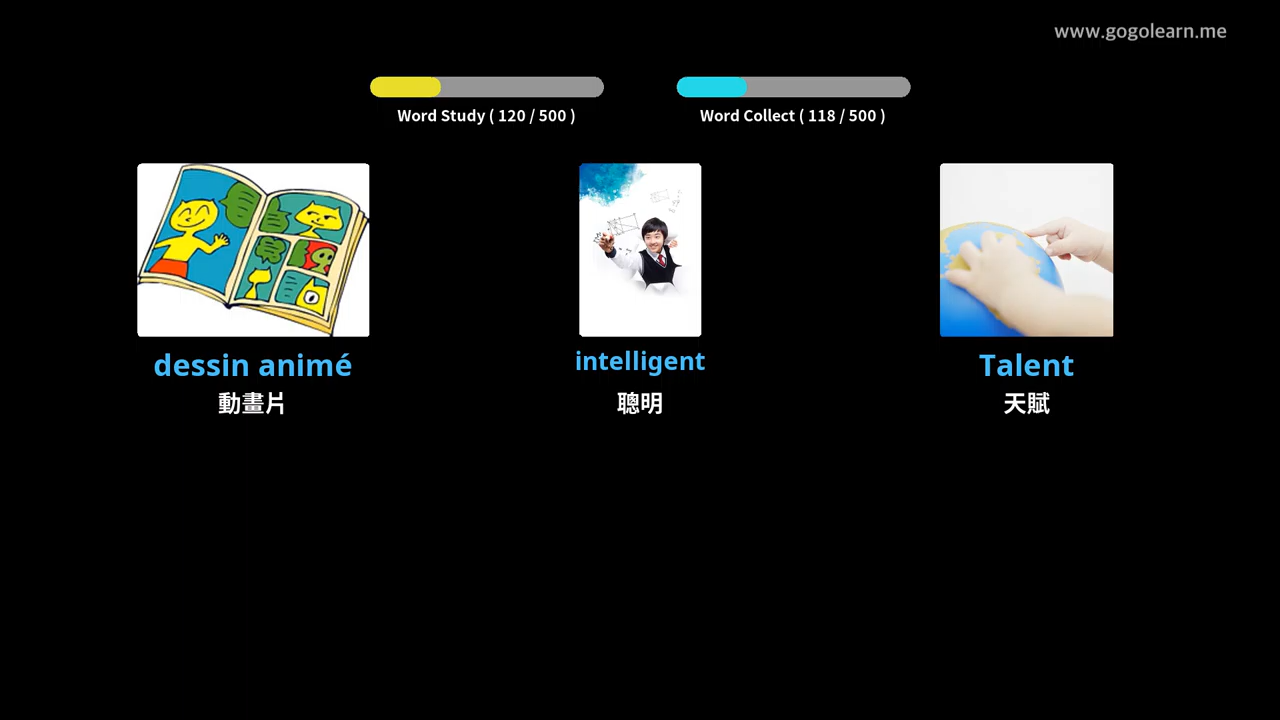 www.gogolearn.me
Word Study ( 120 / 500 )
Word Collect ( 118 / 500 )
dessin animé
動畫片
intelligent
聰明
Talent
天賦